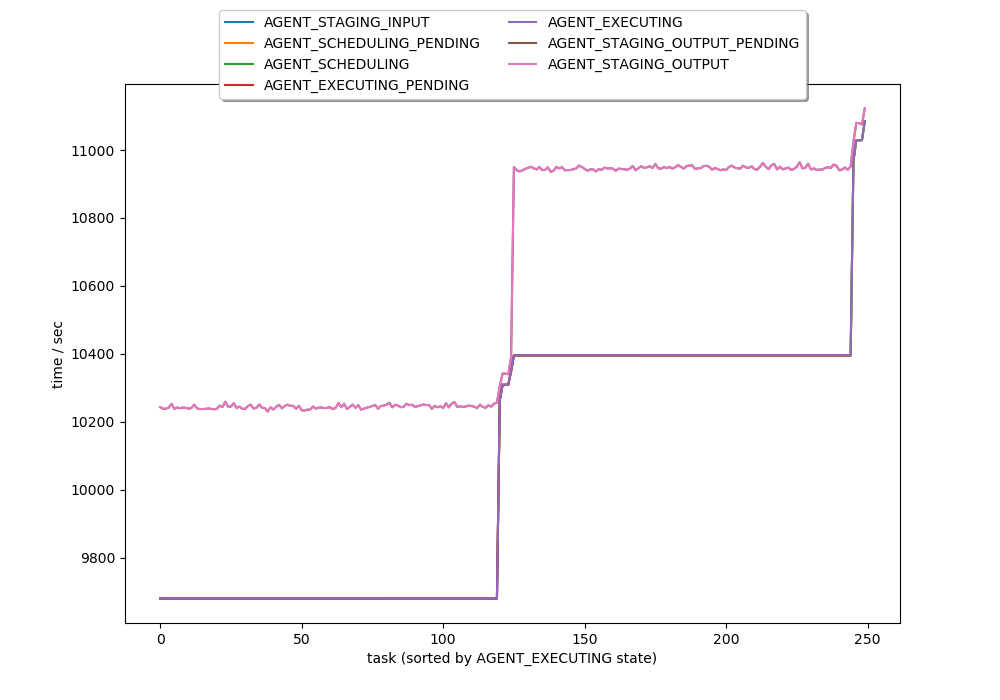 AGENT_STAGING_INPUT
AGENT_SCHEDULING_PENDING
AGENT_SCHEDULING
AGENT_EXECUTING_PENDING
AGENT_EXECUTING
AGENT_STAGING_OUTPUT_PENDING
AGENT_STAGING_OUTPUT
11000
10800
10600
10400
10200
10000
9800
time / sec
0
50
100
150
200
250
task (sorted by AGENT_EXECUTING state)